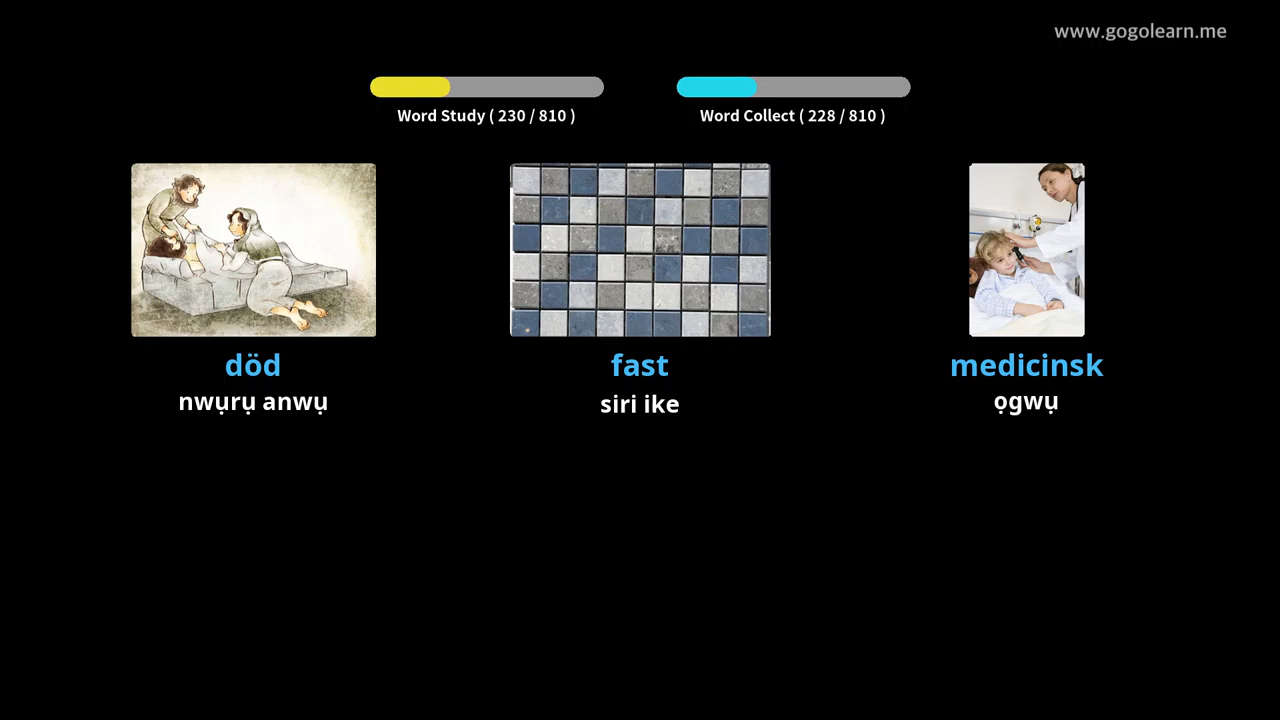 www.gogolearn.me
Word Study ( 230 / 810 )
Word Collect ( 228 / 810 )
död
fast
medicinsk
nwụrụ anwụ
siri ike
ọgwụ